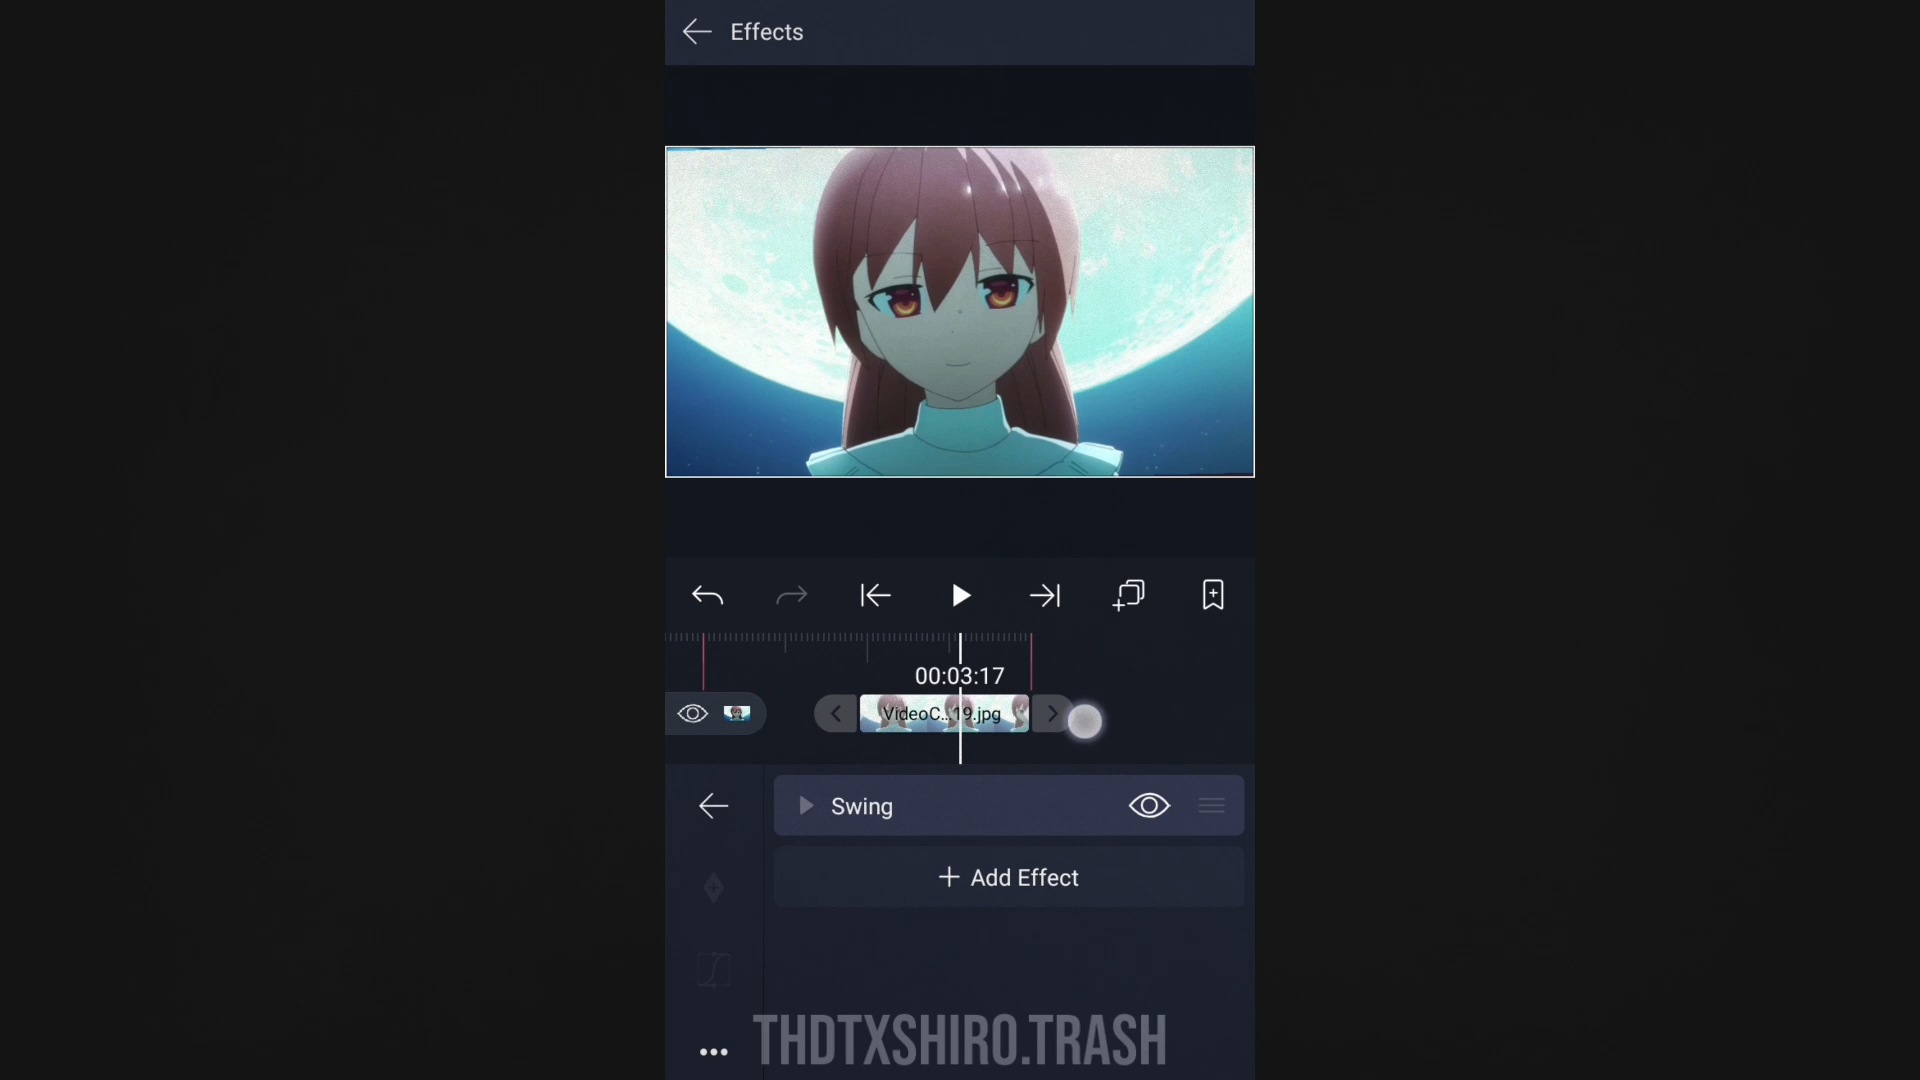 Effects
00:03:17
VideoC...19.jpg
Swing
+ Add Effect
THDTXSHIRO.TRASH